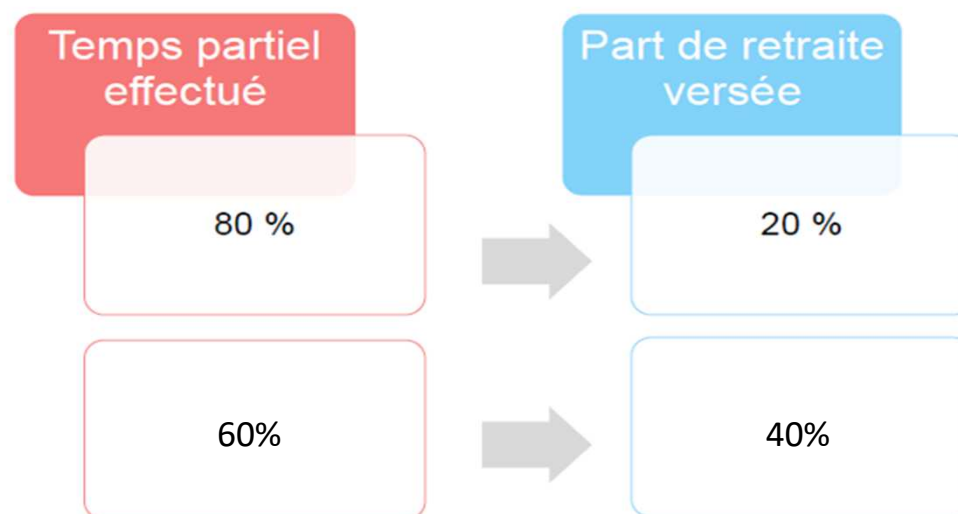 Temps partiel
effectué
Part de retraite
versée
80 %
20 %
60%
40%